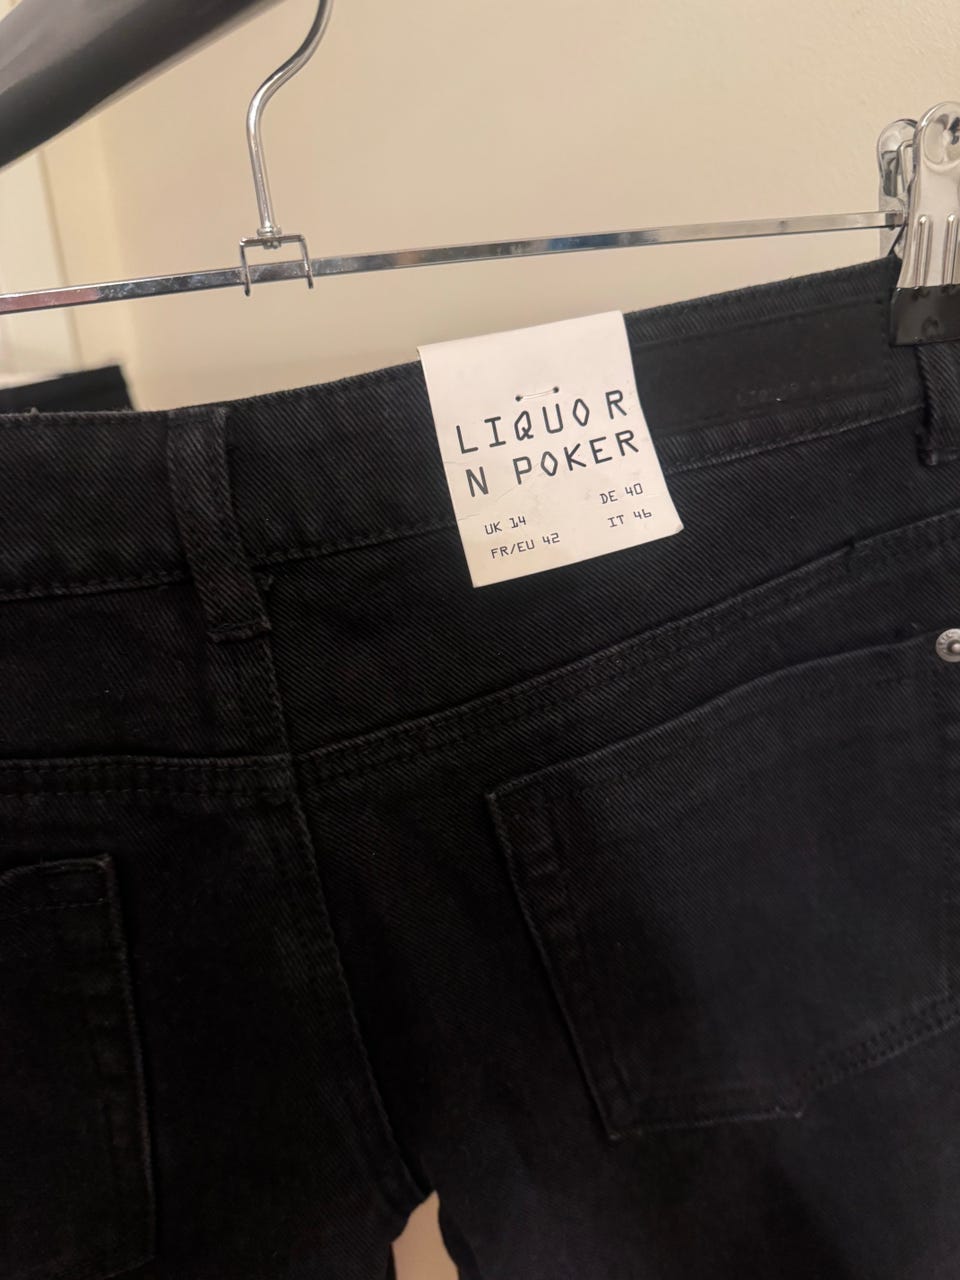 LIQUOR
N POKER
UK 14
DE 40
FR/EU 42
IT 46